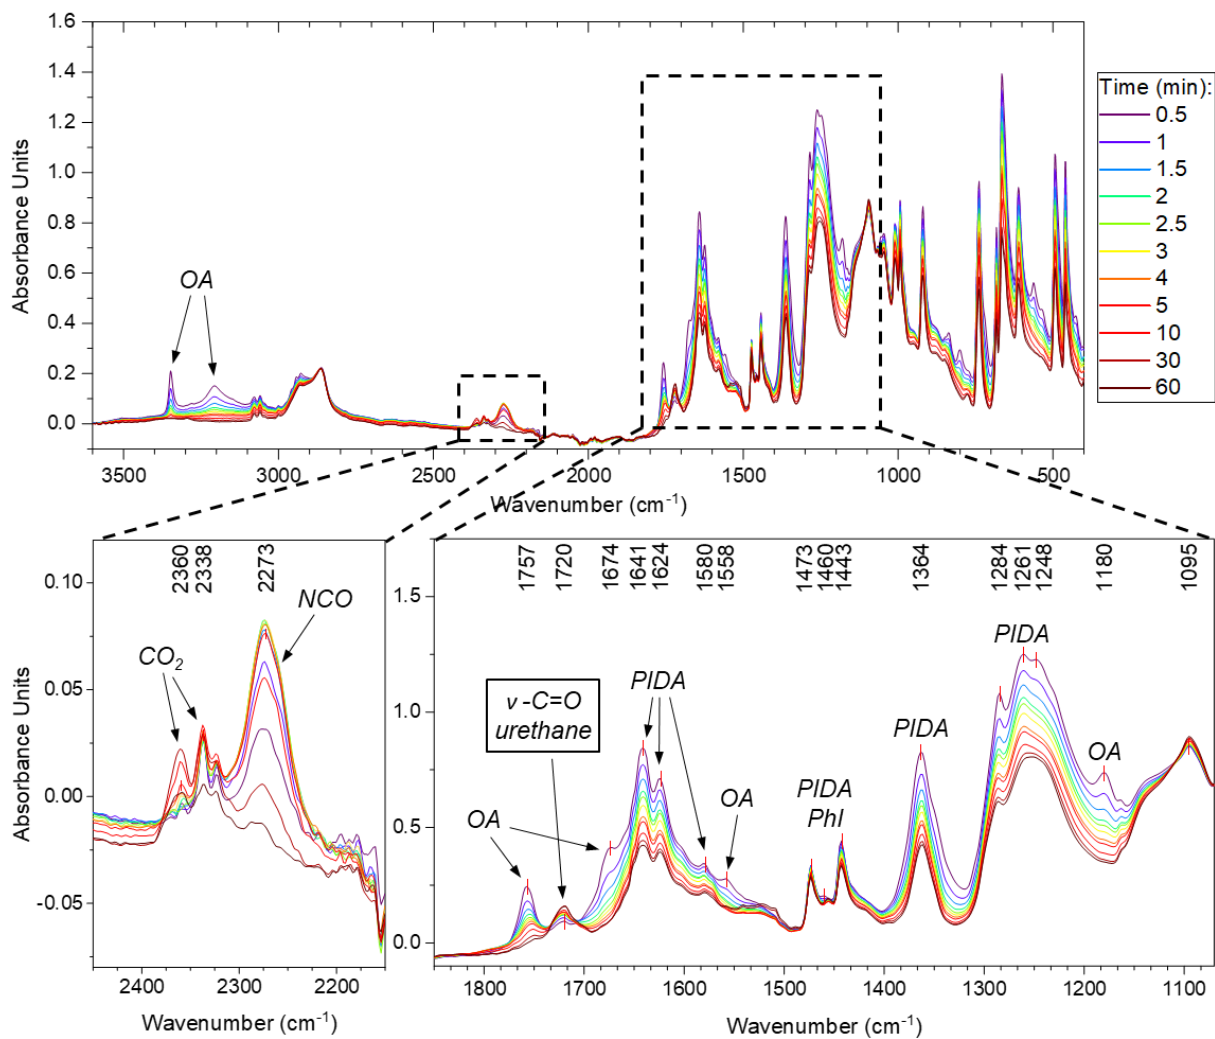 1.6
1.4
1.2
1.0
0.8
0.6
0.4
0.2
0.0
Absorbance Units
OA
3500 3000 2500 2000 1500 1000 500
Wavenumber (cm⁻¹)
Time (min):
0.5
1
1.5
2
2.5
3
4
5
10
30
60
2360 2338 2273
0.10
0.05
0.00
-0.05
Absorbance Units
CO₂
NCO
2400 2300 2200
Wavenumber (cm⁻¹)
1757 1720 1674 1641 1624 1580 1558 1473 1460 1443 1364 1284 1261 1248 1180 1095
1.5
1.0
0.5
0.0
Absorbance Units
OA
ν -C=O
urethane
PIDA
OA
PIDA
PhI
PIDA
PIDA
OA
1800 1700 1600 1500 1400 1300 1200 1100
Wavenumber (cm⁻¹)